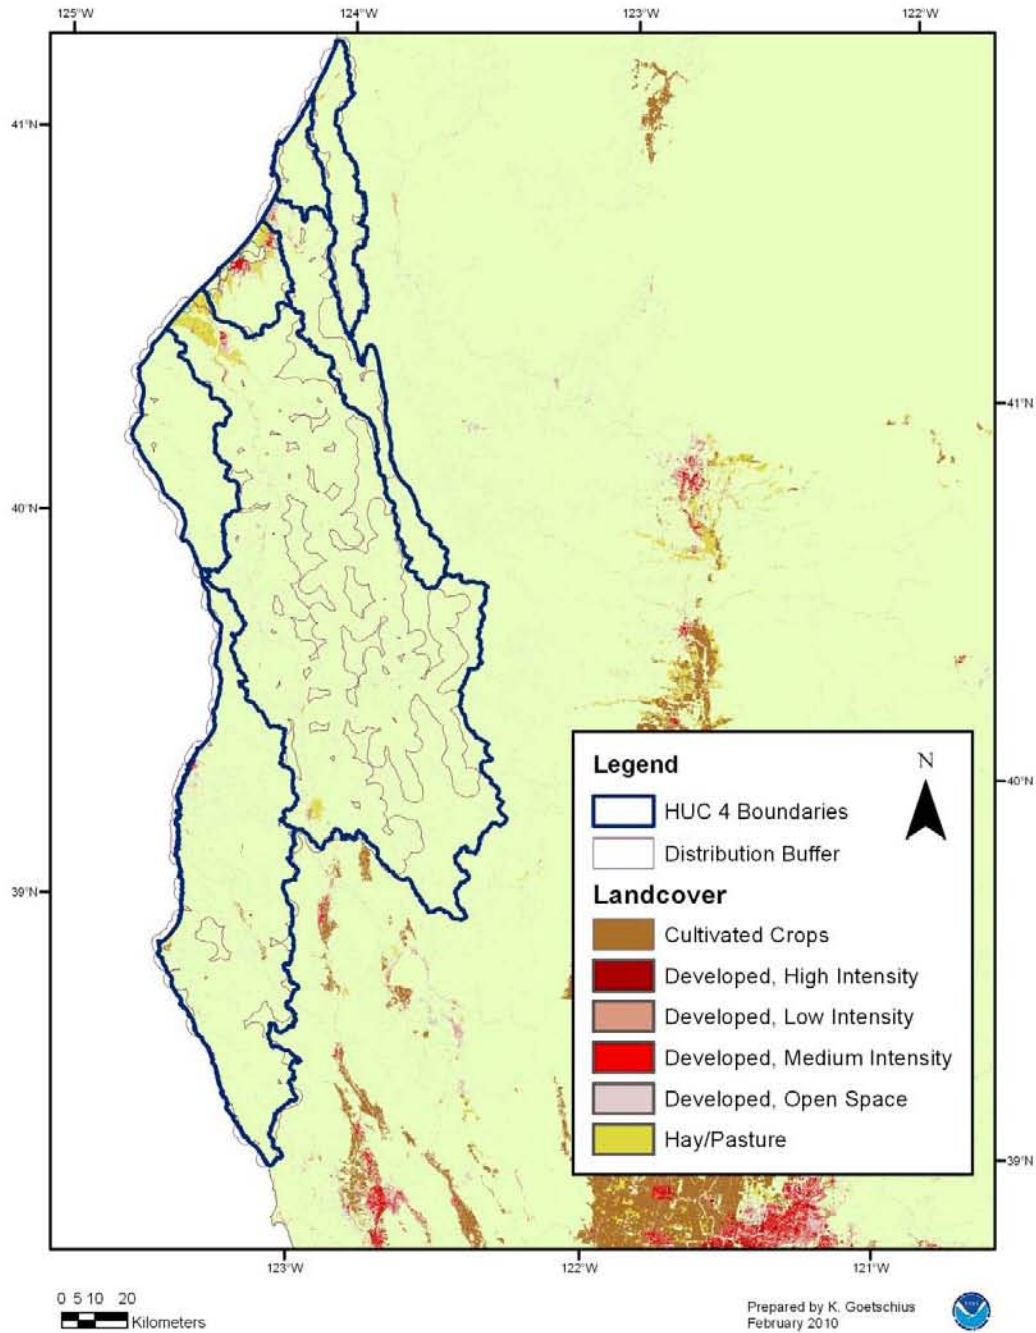 125°W 124°W 123°W 122°W
41°N
41°N
40°N
40°N
39°N
39°N
Legend
N
HUC 4 Boundaries
Distribution Buffer
Landcover
Cultivated Crops
Developed, High Intensity
Developed, Low Intensity
Developed, Medium Intensity
Developed, Open Space
Hay/Pasture
123°W 122°W 121°W
0 5 10 20
Kilometers
Prepared by K. Goetschius
February 2010